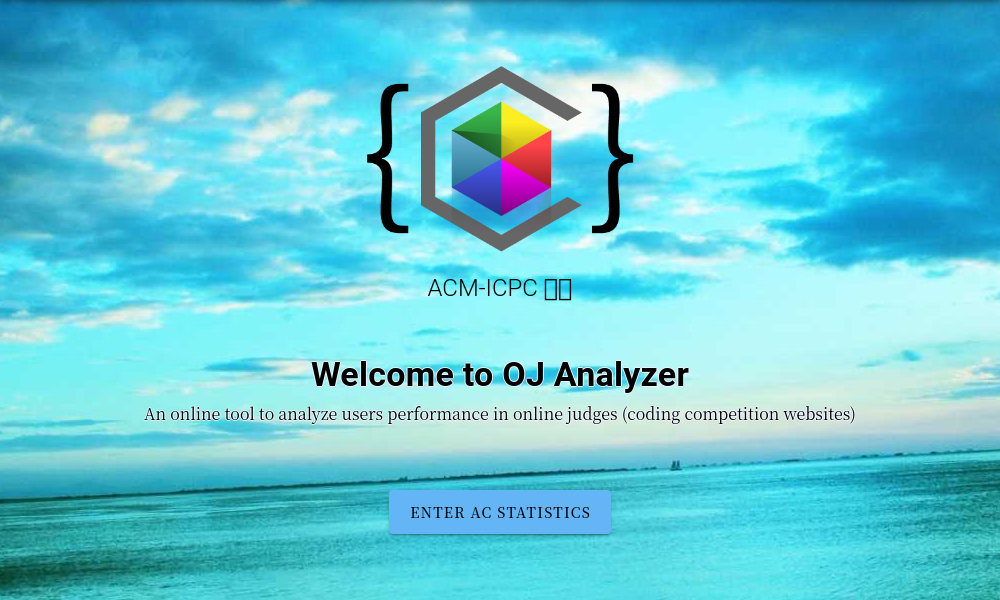 ACM-ICPC
Welcome to OJ Analyzer
An online tool to analyze users performance in online judges (coding competition websites)
ENTER AC STATISTICS